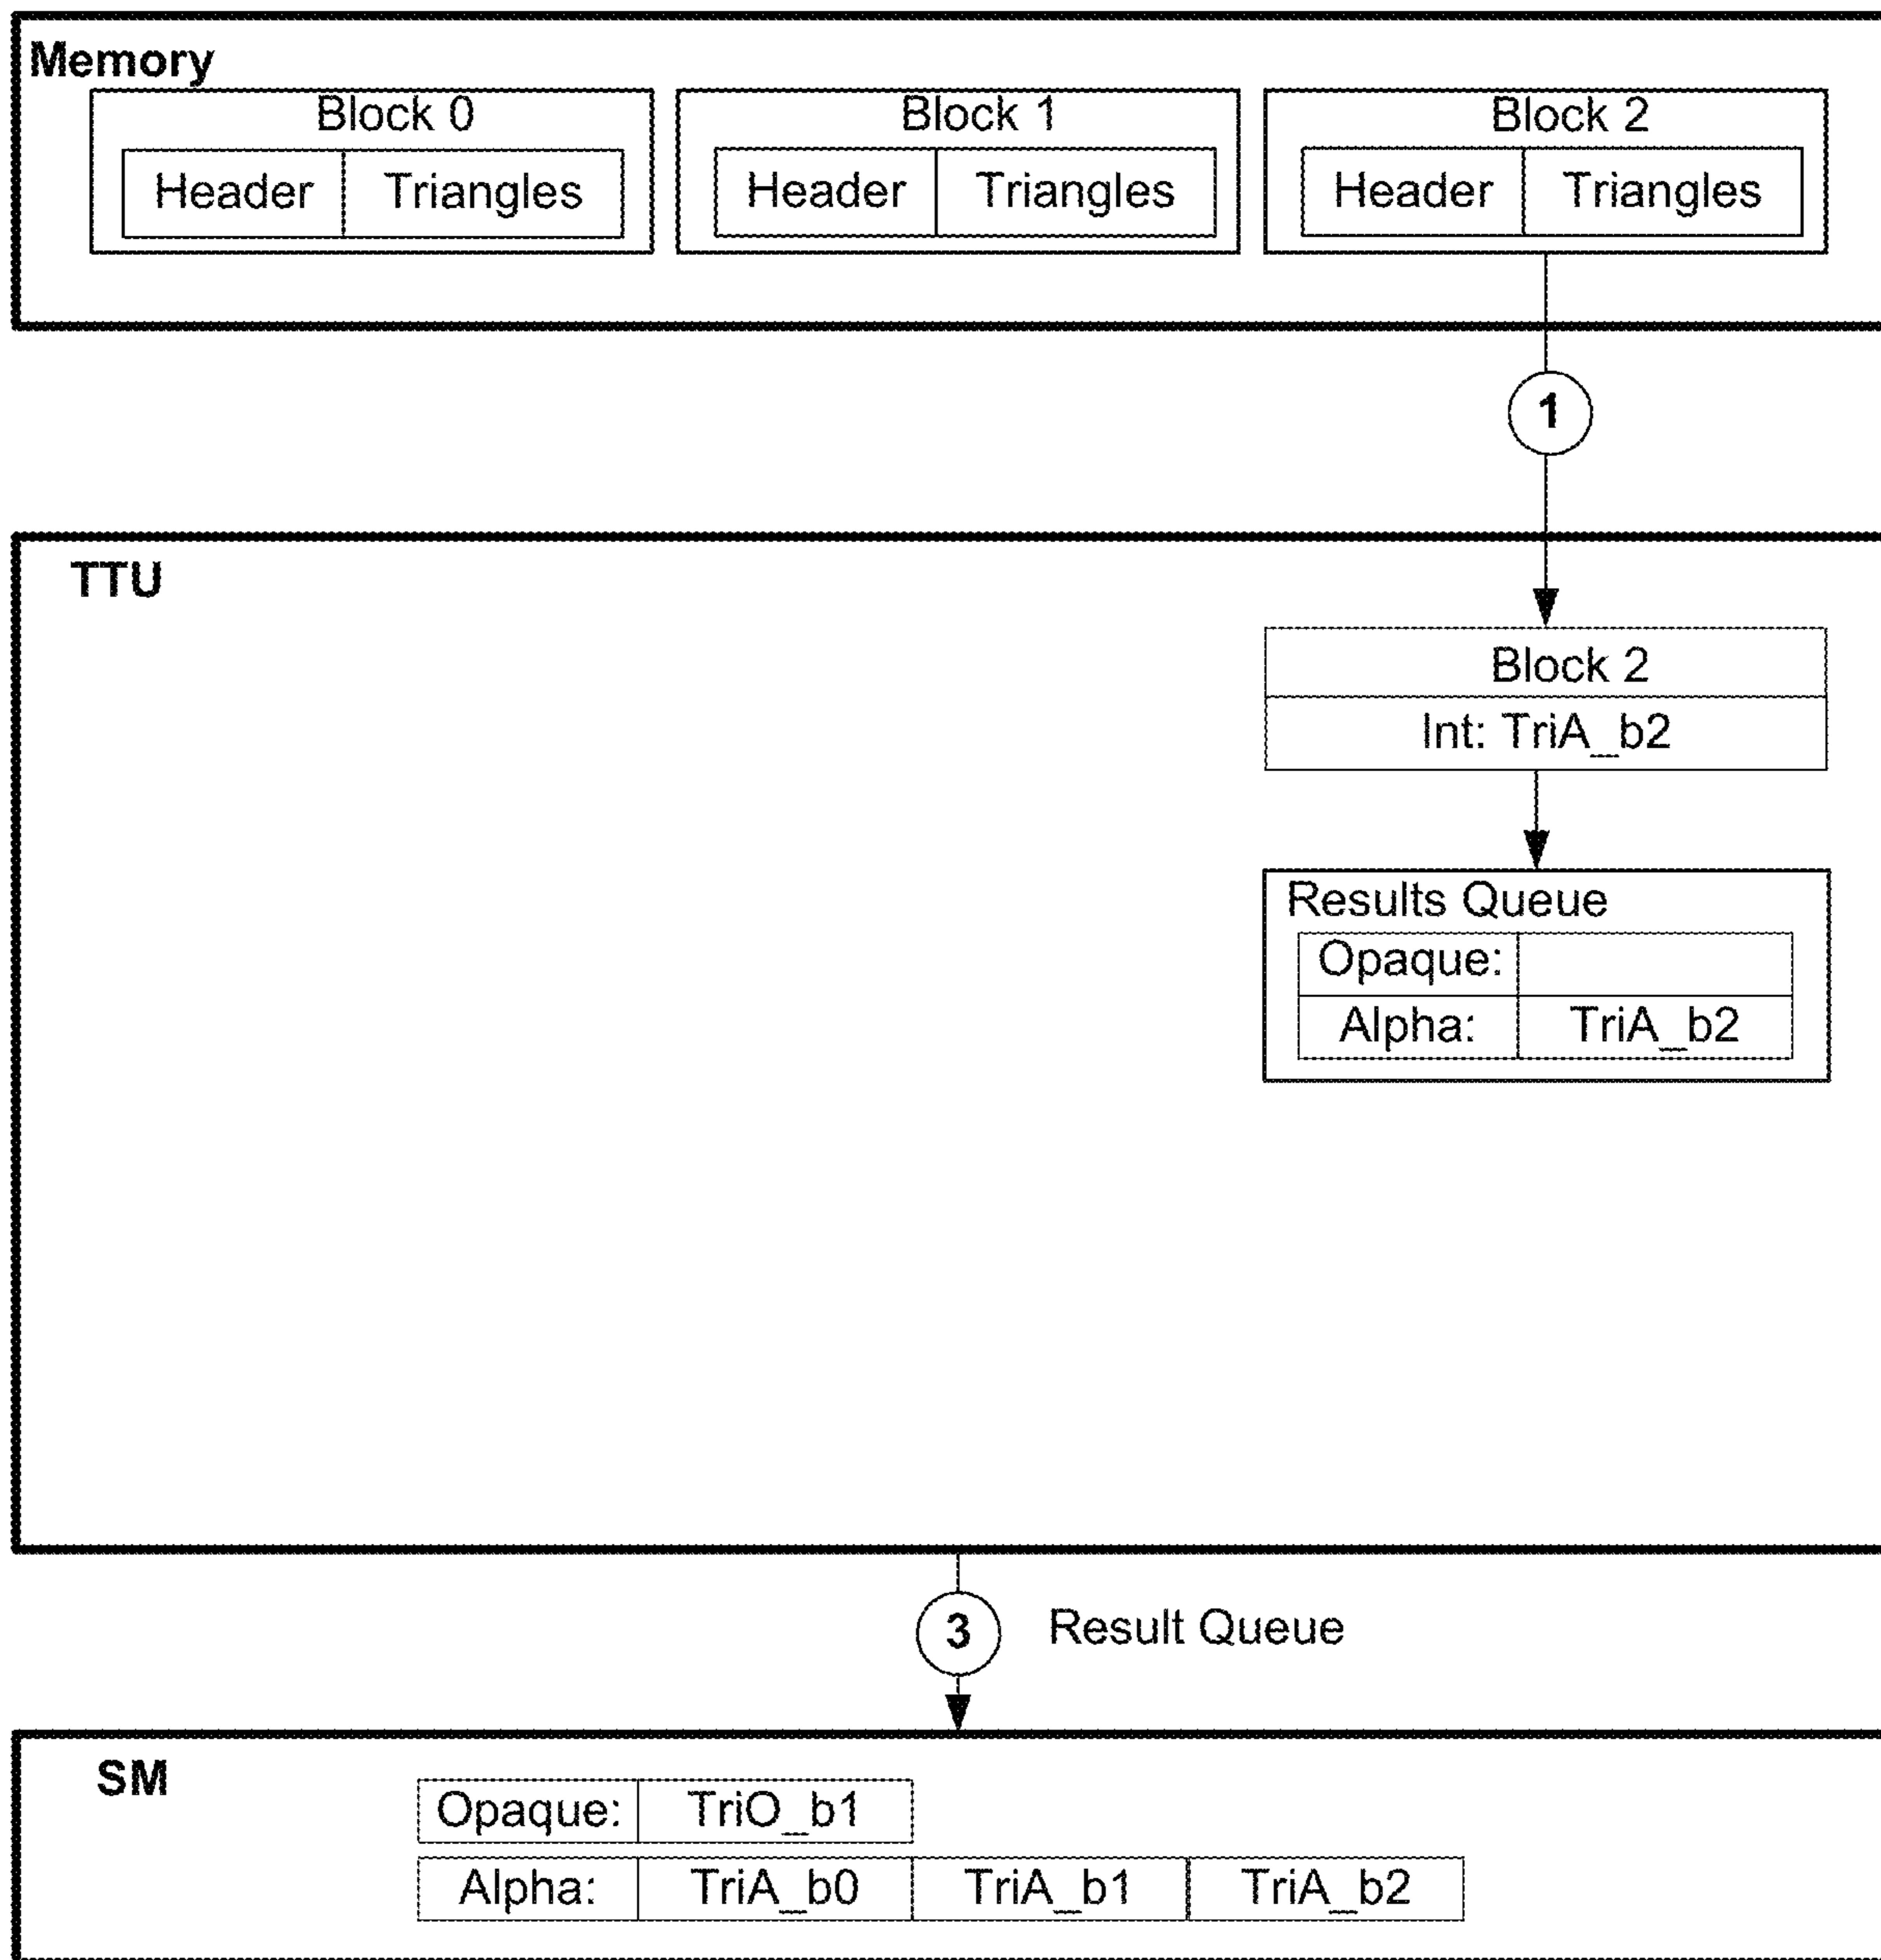 Memory
Block 0 Block 1 Block 2
Header Triangles Header Triangles Header Triangles
1
TTU
Block 2
Int: TriA_b2
Results Queue
Opaque:
Alpha: TriA_b2
3 Result Queue
SM
Opaque: TriO_b1
Alpha: TriA_b0 TriA_b1 TriA_b2